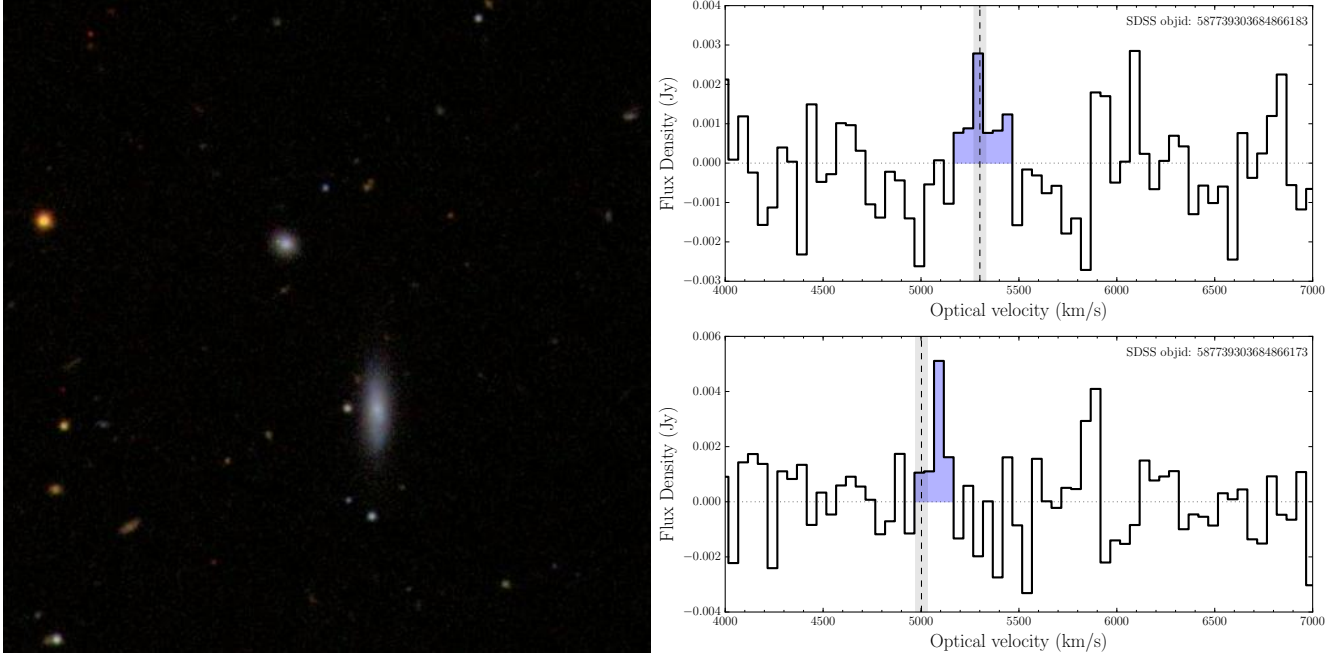 0.004
0.003
0.002
0.001
0.000
−0.001
−0.002
−0.003
Flux Density (Jy)
SDSS objid: 587739303684866183
4000 4500 5000 5500 6000 6500 7000
Optical velocity (km/s)
0.006
0.004
0.002
0.000
−0.002
−0.004
Flux Density (Jy)
SDSS objid: 587739303684866173
4000 4500 5000 5500 6000 6500 7000
Optical velocity (km/s)